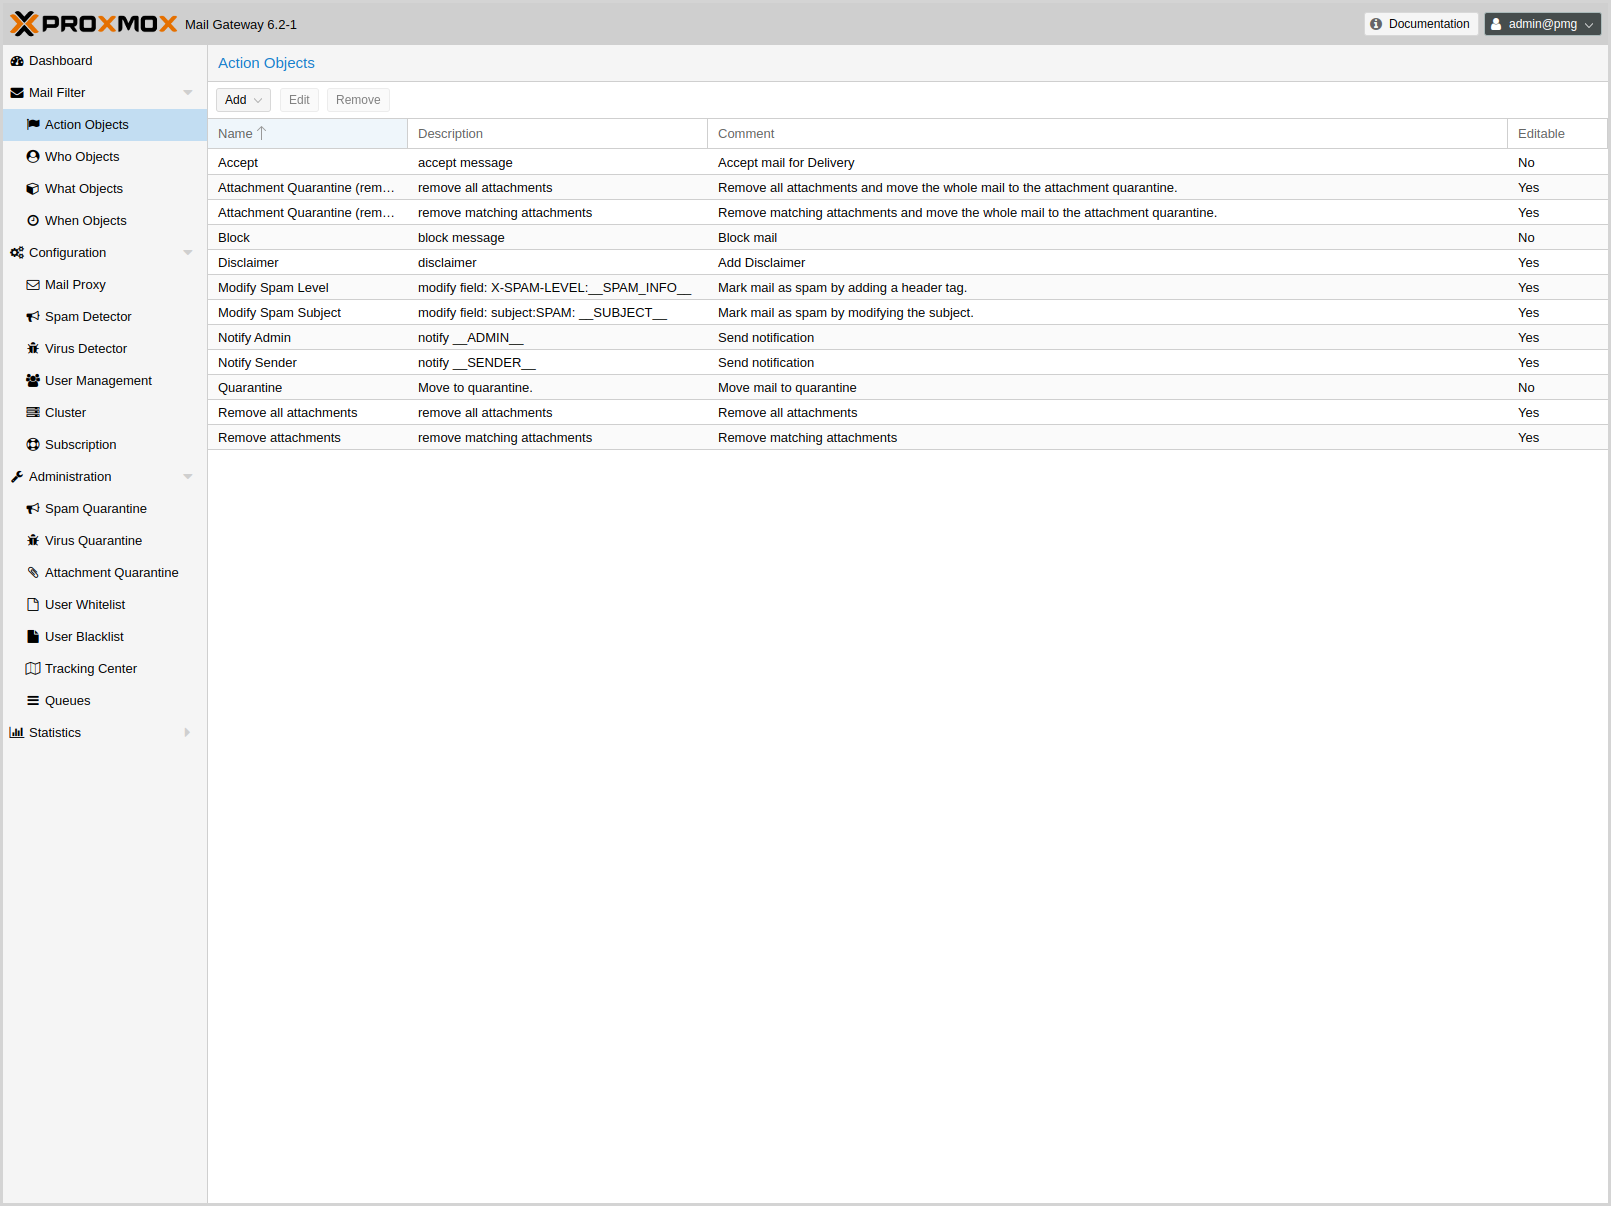 PROXMOX Mail Gateway 6.2-1
Documentation
admin@pmg
Dashboard
Mail Filter
Action Objects
Who Objects
What Objects
When Objects
Configuration
Mail Proxy
Spam Detector
Virus Detector
User Management
Cluster
Subscription
Administration
Spam Quarantine
Virus Quarantine
Attachment Quarantine
User Whitelist
User Blacklist
Tracking Center
Queues
Statistics
Action Objects
Add Edit Remove
Name Description Comment Editable
Accept accept message Accept mail for Delivery No
Attachment Quarantine (rem… remove all attachments Remove all attachments and move the whole mail to the attachment quarantine. Yes
Attachment Quarantine (rem… remove matching attachments Remove matching attachments and move the whole mail to the attachment quarantine. Yes
Block block message Block mail No
Disclaimer disclaimer Add Disclaimer Yes
Modify Spam Level modify field: X-SPAM-LEVEL:__SPAM_INFO__ Mark mail as spam by adding a header tag. Yes
Modify Spam Subject modify field: subject:SPAM: __SUBJECT__ Mark mail as spam by modifying the subject. Yes
Notify Admin notify __ADMIN__ Send notification Yes
Notify Sender notify __SENDER__ Send notification Yes
Quarantine Move to quarantine. Move mail to quarantine No
Remove all attachments remove all attachments Remove all attachments Yes
Remove attachments remove matching attachments Remove matching attachments Yes